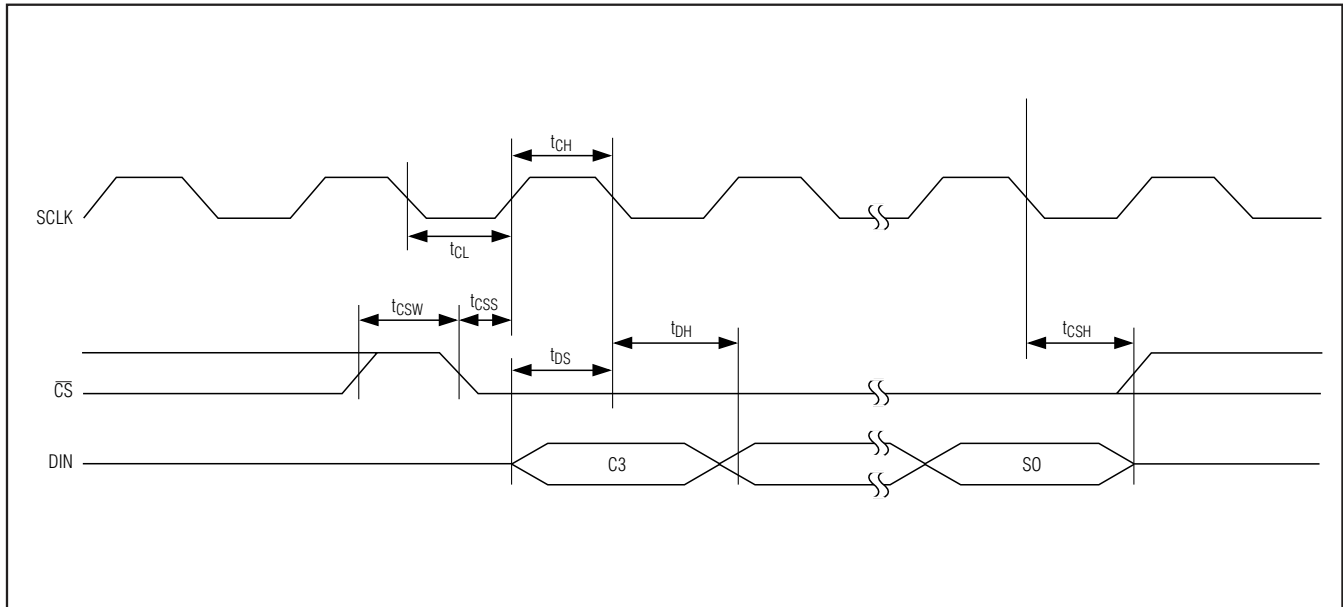 tCH
SCLK
tCL
tCSW
tCSS
tDH
tCSH
tDS
CS
DIN
C3
S0